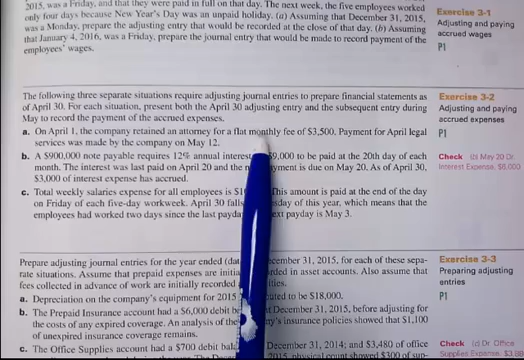 2015, was a Friday, and that they were paid in full on that day. The next week, the five employees worked
only four days because New Year's Day was an unpaid holiday. (a) Assuming that December 31, 2015,
was a Monday, prepare the adjusting entry that would be recorded at the close of that day. (b) Assuming
that January 4, 2016, was a Friday, prepare the journal entry that would be made to record payment of the
employees' wages.
Exercise 3-1
Adjusting and paying
accrued wages
P1
The following three separate situations require adjusting journal entries to prepare financial statements as
of April 30. For each situation, present both the April 30 adjusting entry and the subsequent entry during
May to record the payment of the accrued expenses.
Exercise 3-2
Adjusting and paying
accrued expenses
P1
a. On April 1, the company retained an attorney for a flat monthly fee of $3,500. Payment for April legal
services was made by the company on May 12.
b. A $900,000 note payable requires 12% annual interest 9,000 to be paid at the 20th day of each
month. The interest was last paid on April 20 and the yment is due on May 20. As of April 30,
$3,000 of interest expense has accrued.
Check (b) May 20 Dr.
Interest Expense, $6,000
c. Total weekly salaries expense for all employees is This amount is paid at the end of the day
on Friday of each five-day workweek. April 30 falls sday of this year, which means that the
employees had worked two days since the last payda ext payday is May 3.
Prepare adjusting journal entries for the year ended (dat cember 31, 2015, for each of these sepa-
rate situations. Assume that prepaid expenses are initia rded in asset accounts. Also assume that
fees collected in advance of work are initially recorded ities.
Exercise 3-3
Preparing adjusting
entries
P1
a. Depreciation on the company's equipment for 2015 uted to be $18,000.
b. The Prepaid Insurance account had a $6,000 debit b t December 31, 2015, before adjusting for
the costs of any expired coverage. An analysis of the y's insurance policies showed that $1,100
of unexpired insurance coverage remains.
c. The Office Supplies account had a $700 debit bala December 31, 2014; and $3,480 of office
2015 physical count showed $300 of sup-
Check (c) Dr. Office
Supplies Expense